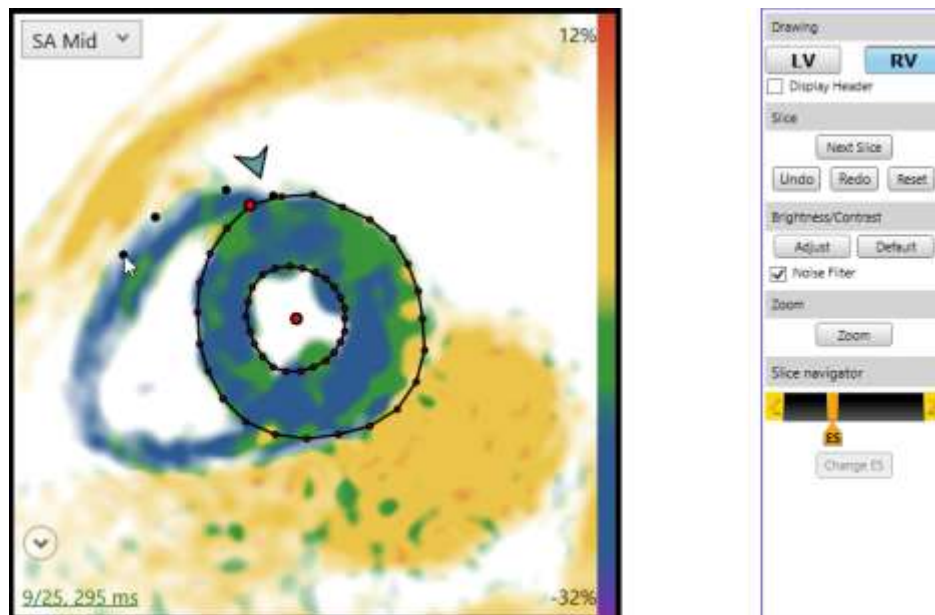 SA Mid
12%
9/25, 295 ms
-32%
Drawing
LV RV
Display Header
Slice
Next Slice
Undo Redo Reset
Brightness/Contrast
Adjust Default
Noise Filter
Zoom
Zoom
Slice navigator
ES
Change ES